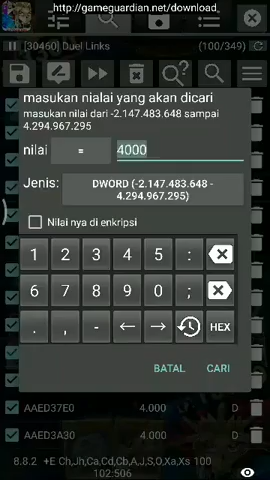 http://gameguardian.net/download
[30460] Duel Links (100/349)
masukan nialai yang akan dicari
masukan nilai dari -2.147.483.648 sampai
4.294.967.295
nilai = 4000
Jenis: DWORD (-2.147.483.648 -
4.294.967.295)
Nilai nya di enkripsi
1 2 3 4 5 :
6 7 8 9 0 ;
. , - ← → HEX
BATAL CARI
AAED37E0 4.000 D
AAED3A30 4.000 D
8.8.2 +E Ch,Jh,Ca,Cd,Cb,A,J,S,O,Xa,Xs 100
102:506